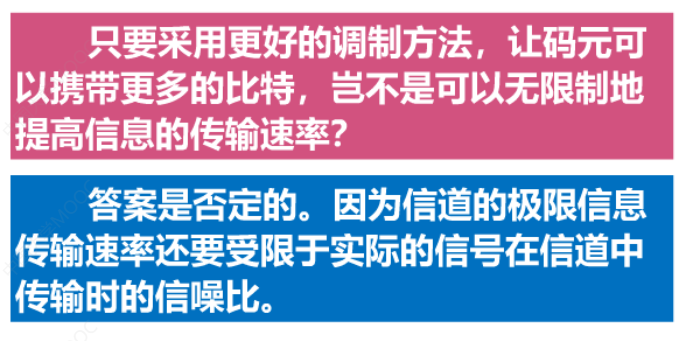 只要采用更好的调制方法，让码元可
以携带更多的比特，岂不是可以无限制地
提高信息的传输速率？
答案是否定的。因为信道的极限信息
传输速率还要受限于实际的信号在信道中
传输时的信噪比。